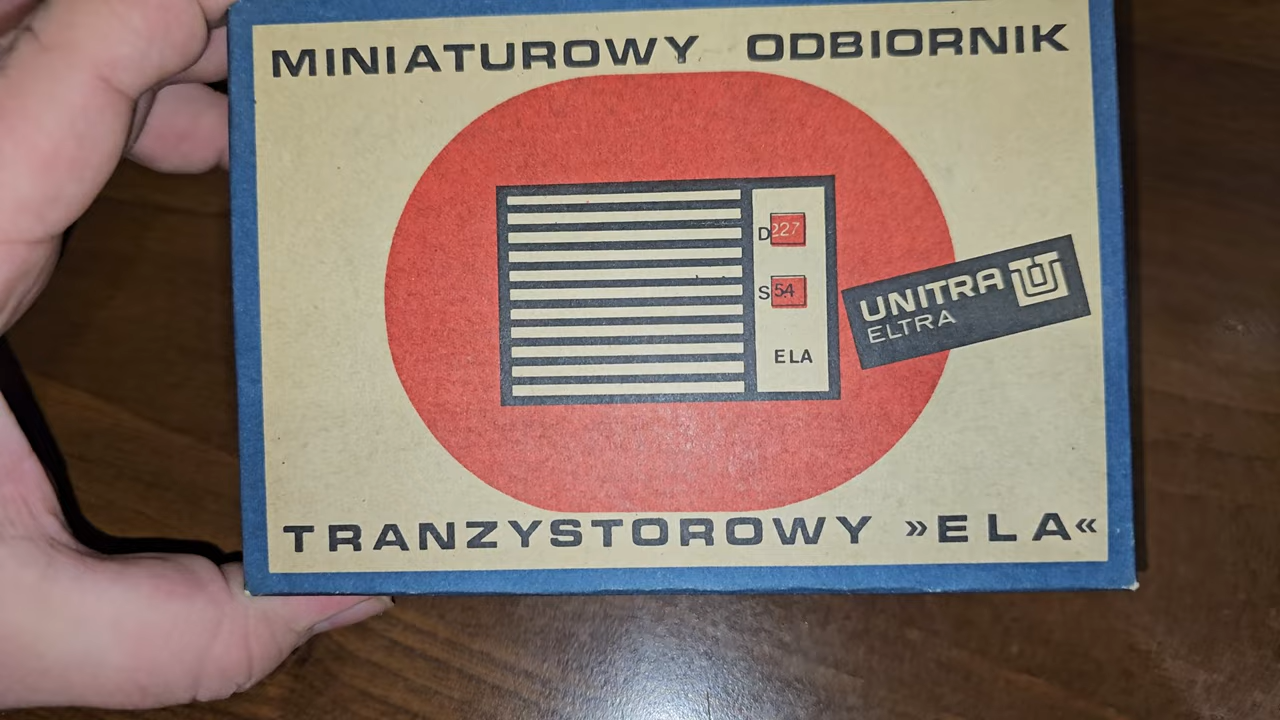 MINIATUROWY ODBIORNIK
D 227
S 54
ELA
UNITRA
ELTRA
TRANZYSTOROWY »ELA«